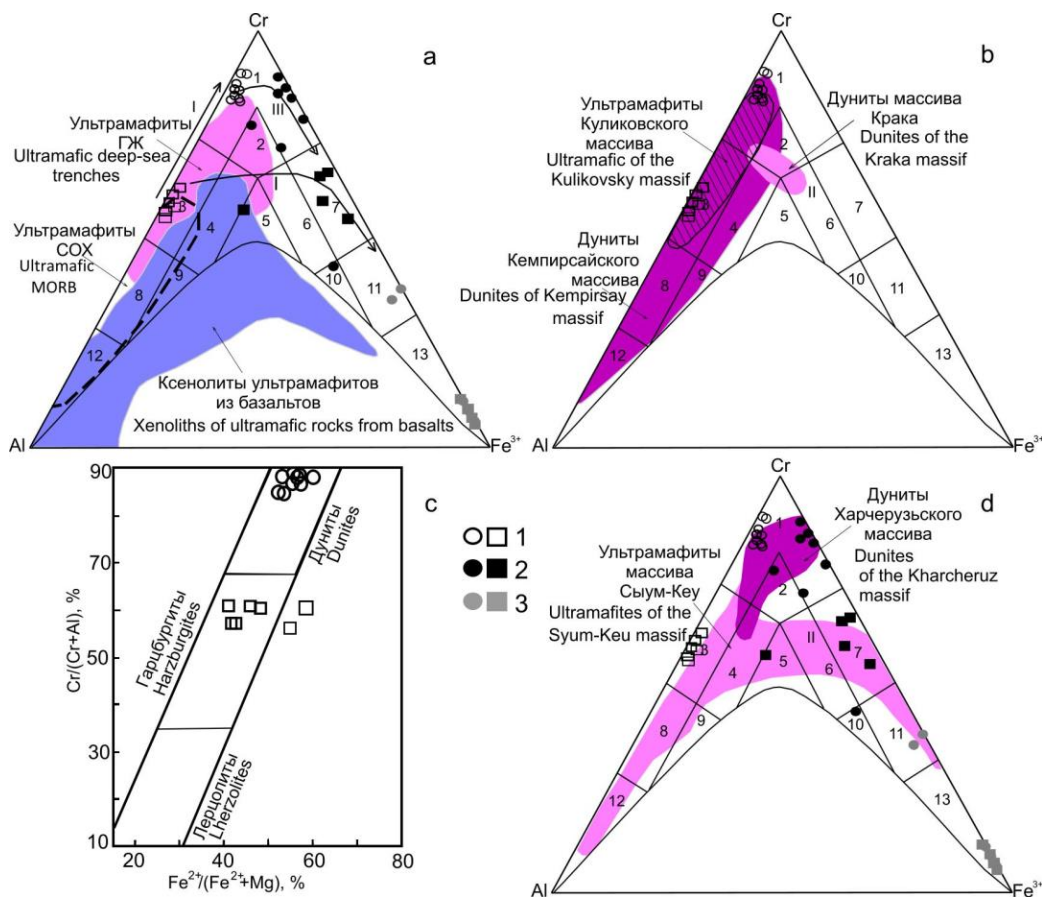 Cr
a
1
I
III
Ультрамафиты
ГЖ
Ultramafic deep-sea
trenches
2
I
3
4
5
6
7
Ультрамафиты
СОХ
Ultramafic
MORB
8
9
10
11
12
13
Ксенолиты ультрамафитов
из базальтов
Xenoliths of ultramafic rocks from basalts
Al
Fe³⁺
Cr
b
1
Ультрамафиты
Куликовского
массива
Ultramafic of the
Kulikovsky massif
Дуниты массива
Крака
Dunites of the
Kraka massif
2
II
3
4
5
6
7
Дуниты
Кемпирсайского
массива
Dunites of Kempirsay
massif
8
9
10
11
12
13
Al
Fe³⁺
c
Cr/(Cr+Al), %
90
70
50
30
10
Гарцбургиты
Harzburgites
Дуниты
Dunites
Лерцолиты
Lherzolites
20
40
60
80
Fe²⁺/(Fe²⁺+Mg), %
1
2
3
Cr
d
1
Ультрамафиты
массива
Сыум-Кеу
Ultramafites of the
Syum-Keu massif
Дуниты
Харчерузьского
массива
Dunites
of the Kharcheruz
massif
2
II
3
4
5
6
7
8
9
10
11
12
13
Al
Fe³⁺